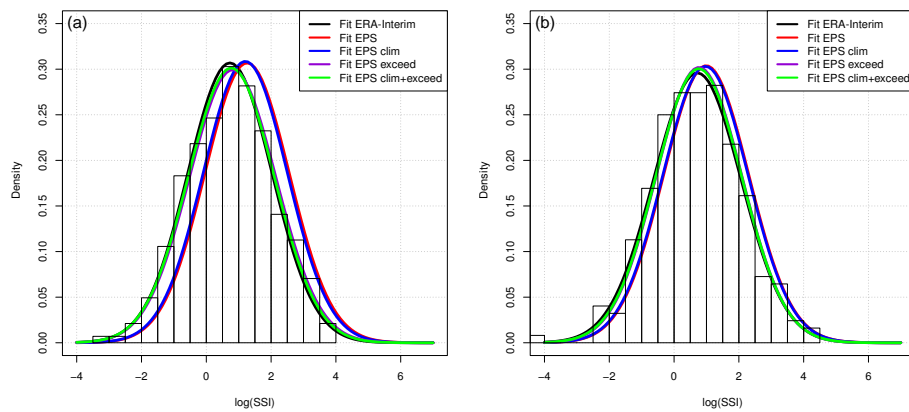 (a)
Fit ERA-Interim
Fit EPS
Fit EPS clim
Fit EPS exceed
Fit EPS clim+exceed
Density
0.35
0.30
0.25
0.20
0.15
0.10
0.05
0.00
-4 -2 0 2 4 6
log(SSI)
(b)
Fit ERA-Interim
Fit EPS
Fit EPS clim
Fit EPS exceed
Fit EPS clim+exceed
Density
0.35
0.30
0.25
0.20
0.15
0.10
0.05
0.00
-4 -2 0 2 4 6
log(SSI)